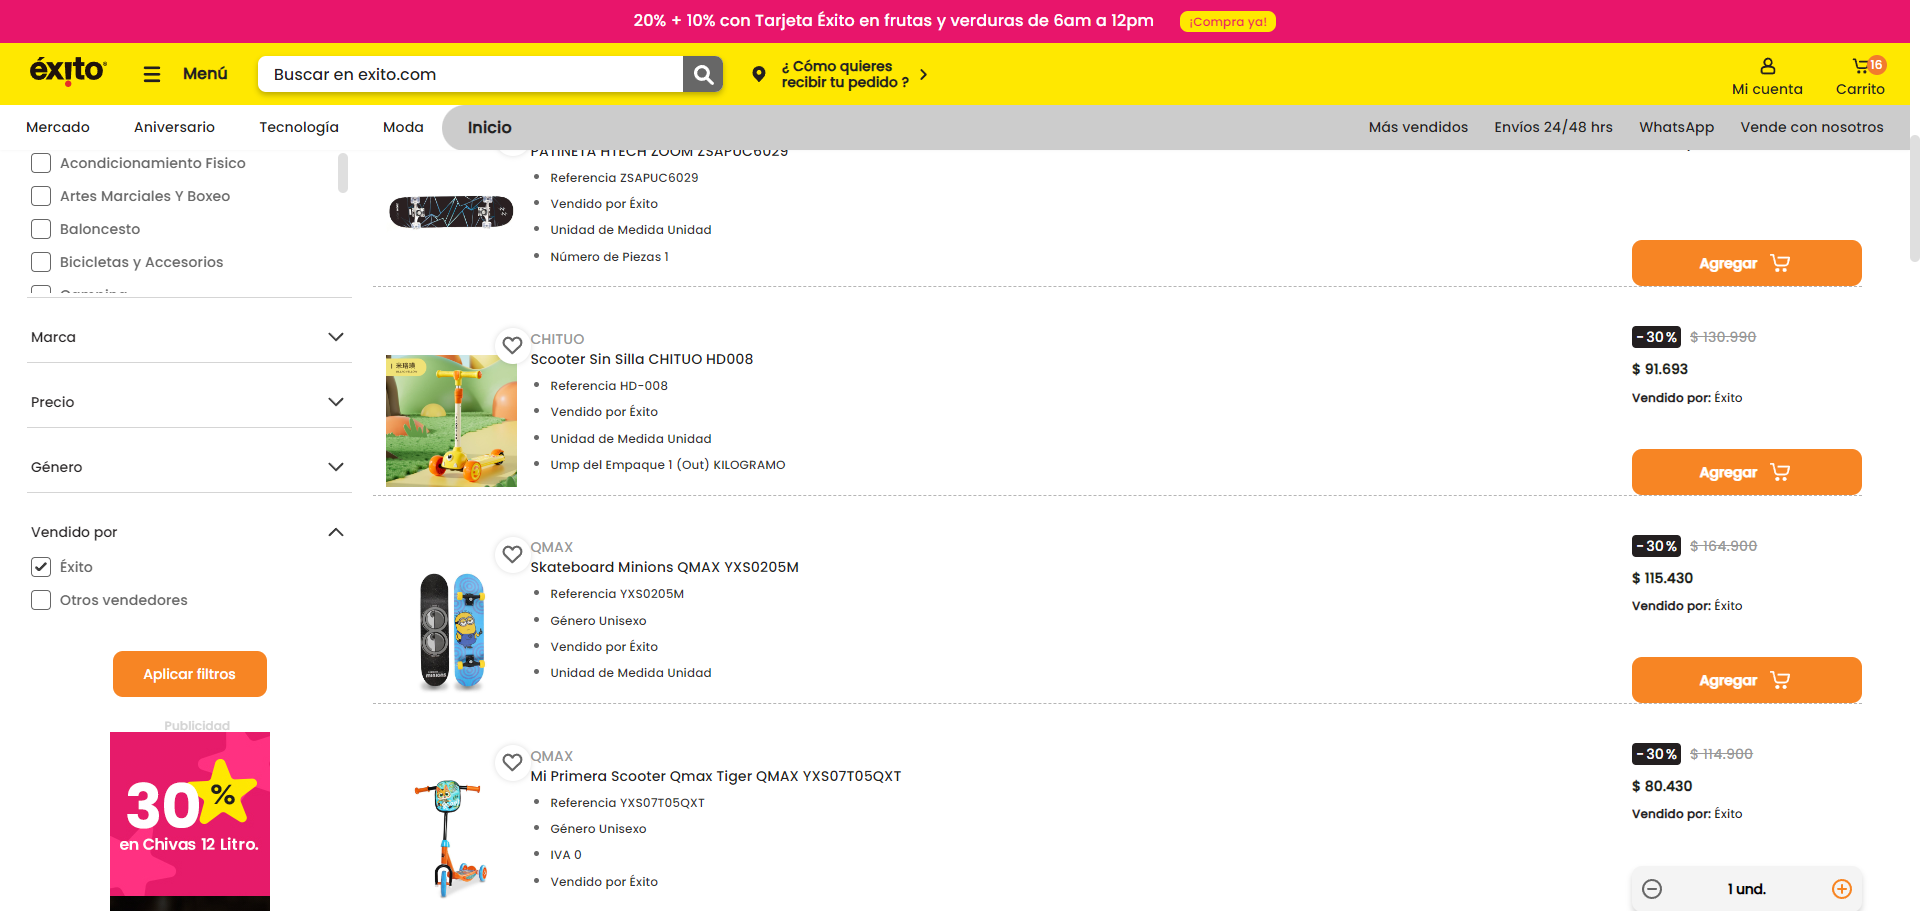 20% + 10% con Tarjeta Éxito en frutas y verduras de 6am a 12pm
¡Compra ya!
éxito
Menú
Buscar en exito.com
¿ Cómo quieres
recibir tu pedido ?
Mi cuenta
16
Carrito
Mercado
Aniversario
Tecnología
Moda
Inicio
Más vendidos
Envíos 24/48 hrs
WhatsApp
Vende con nosotros
Acondicionamiento Fisico
Artes Marciales Y Boxeo
Baloncesto
Bicicletas y Accesorios
Camping
Marca
Precio
Género
Vendido por
Éxito
Otros vendedores
Aplicar filtros
Publicidad
30%
en Chivas 12 Litro.
PATINETA HTECH ZOOM ZSAPUC6029
Referencia ZSAPUC6029
Vendido por Éxito
Unidad de Medida Unidad
Número de Piezas 1
Agregar
CHITUO
Scooter Sin Silla CHITUO HD008
Referencia HD-008
Vendido por Éxito
Unidad de Medida Unidad
Ump del Empaque 1 (Out) KILOGRAMO
-30%
$ 130.990
$ 91.693
Vendido por: Éxito
Agregar
QMAX
Skateboard Minions QMAX YXS0205M
Referencia YXS0205M
Género Unisexo
Vendido por Éxito
Unidad de Medida Unidad
-30%
$ 164.900
$ 115.430
Vendido por: Éxito
Agregar
QMAX
Mi Primera Scooter Qmax Tiger QMAX YXS07T05QXT
Referencia YXS07T05QXT
Género Unisexo
IVA 0
Vendido por Éxito
-30%
$ 114.900
$ 80.430
Vendido por: Éxito
1 und.